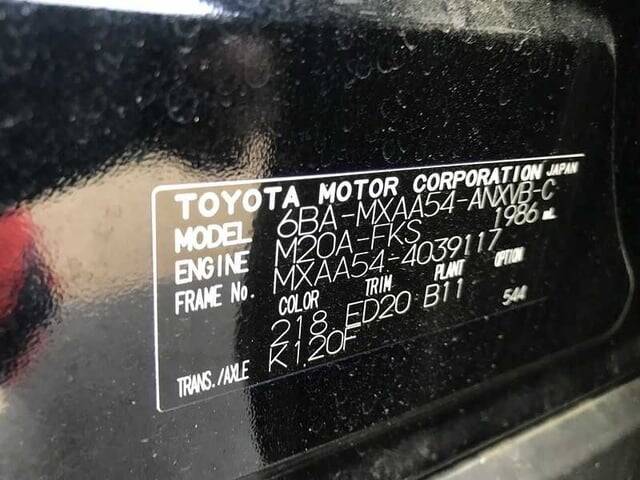 TOYOTA MOTOR CORPORATION JAPAN
MODEL 6BA-MXAA54-ANXVB-C
ENGINE M20A-FKS 1986 mL
FRAME No. MXAA54-4039117
COLOR TRIM PLANT OPTION
218 ED20 B11 544
TRANS./AXLE K120F